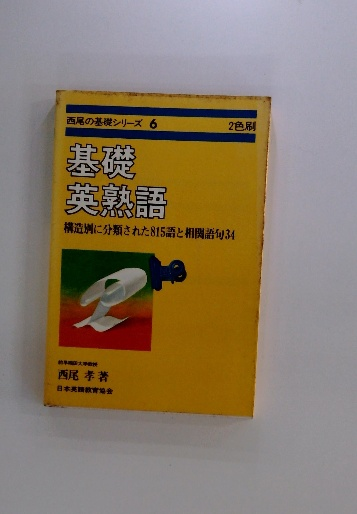 西尾の基礎シリーズ 6
2色刷
基礎
英熟語
構造別に分類された815語と相関語句34
西尾 孝著
日本英語教育協会